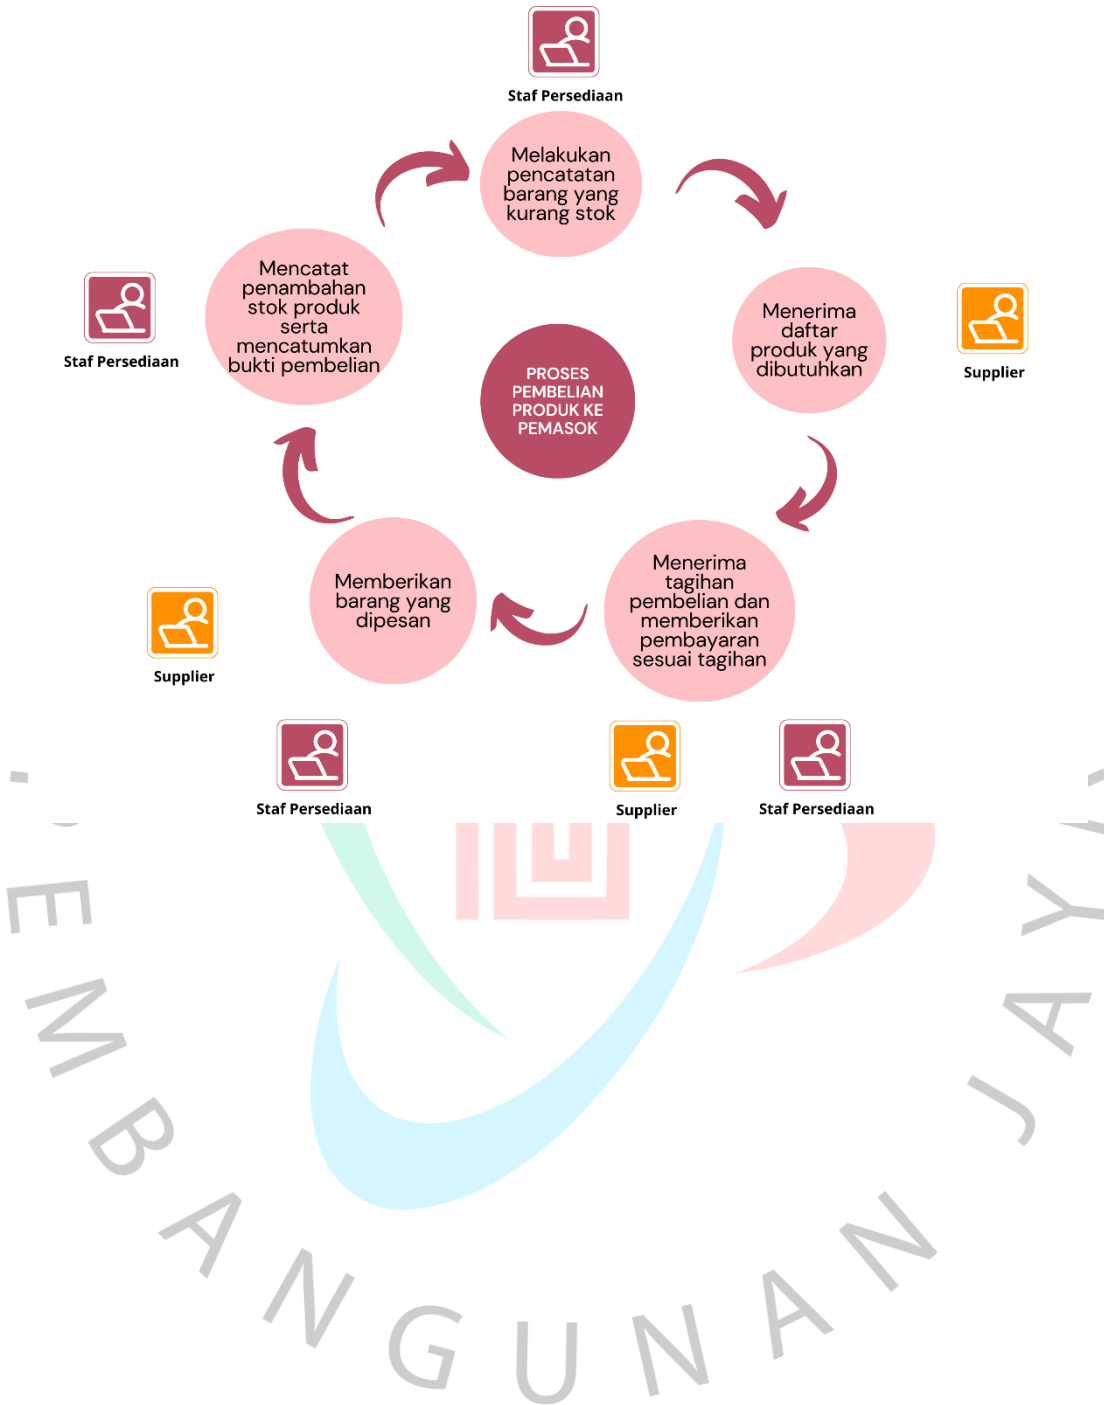 Staf Persediaan
Melakukan
pencatatan
barang yang
kurang stok
Menerima
daftar
produk yang
dibutuhkan
Supplier
Mencatat
penambahan
stok produk
serta
mencatumkan
bukti pembelian
Staf Persediaan
PROSES
PEMBELIAN
PRODUK KE
PEMASOK
Menerima
tagihan
pembelian dan
memberikan
pembayaran
sesuai tagihan
Memberikan
barang yang
dipesan
Supplier
Staf Persediaan
Supplier
Staf Persediaan
PEMBANGUNAN JAYA